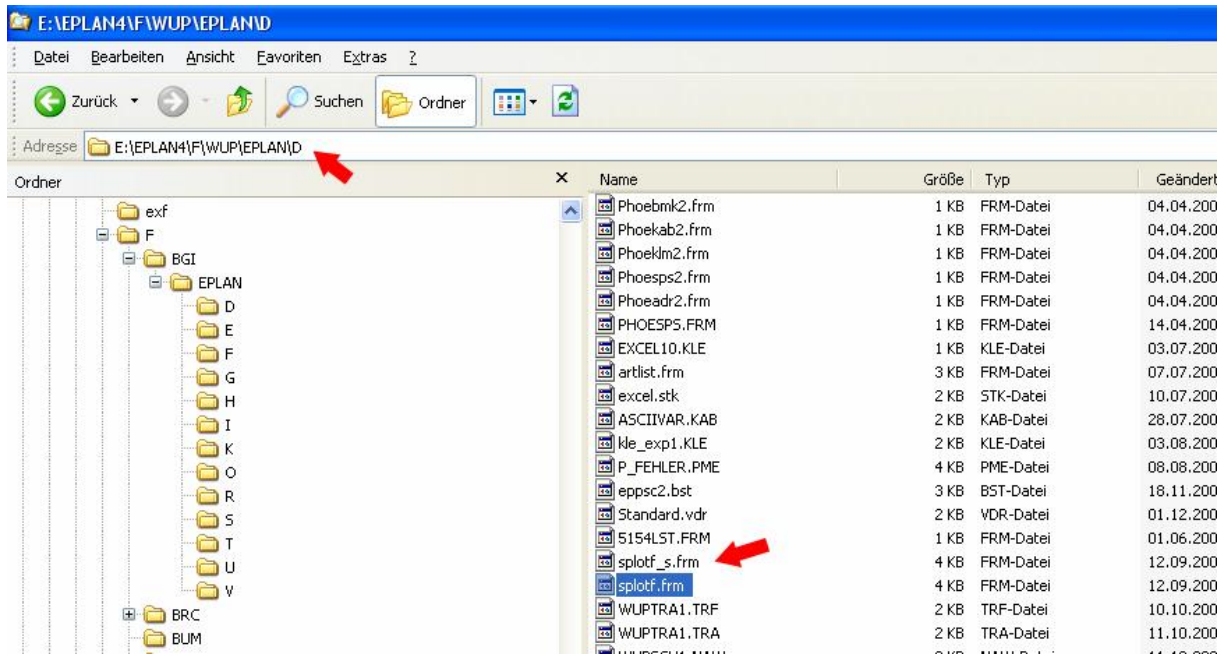 E:\EPLAN4\F\WUP\EPLAN\D
Datei Bearbeiten Ansicht Favoriten Extras ?
Zurück Suchen Ordner
Adresse E:\EPLAN4\F\WUP\EPLAN\D
Ordner
exf
F
BGI
EPLAN
D
E
F
G
H
I
K
O
R
S
T
U
V
BRC
BUM
Name Größe Typ Geändert
Phoebmk2.frm 1 KB FRM-Datei 04.04.200
Phoekab2.frm 1 KB FRM-Datei 04.04.200
Phoeklm2.frm 1 KB FRM-Datei 04.04.200
Phoesps2.frm 1 KB FRM-Datei 04.04.200
Phoeadr2.frm 1 KB FRM-Datei 04.04.200
PHOESPS.FRM 1 KB FRM-Datei 14.04.200
EXCEL10.KLE 1 KB KLE-Datei 03.07.200
artlist.frm 3 KB FRM-Datei 07.07.200
excel.stk 2 KB STK-Datei 10.07.200
ASCIIVAR.KAB 2 KB KAB-Datei 28.07.200
kle_exp1.KLE 2 KB KLE-Datei 03.08.200
P_FEHLER.PME 4 KB PME-Datei 08.08.200
eppsc2.bst 3 KB BST-Datei 18.11.200
Standard.vdr 2 KB VDR-Datei 01.12.200
5154LST.FRM 1 KB FRM-Datei 01.06.200
splotf_s.frm 4 KB FRM-Datei 12.09.200
splotf.frm 4 KB FRM-Datei 12.09.200
WUPTRA1.TRF 2 KB TRF-Datei 10.10.200
WUPTRA1.TRA 2 KB TRA-Datei 11.10.200